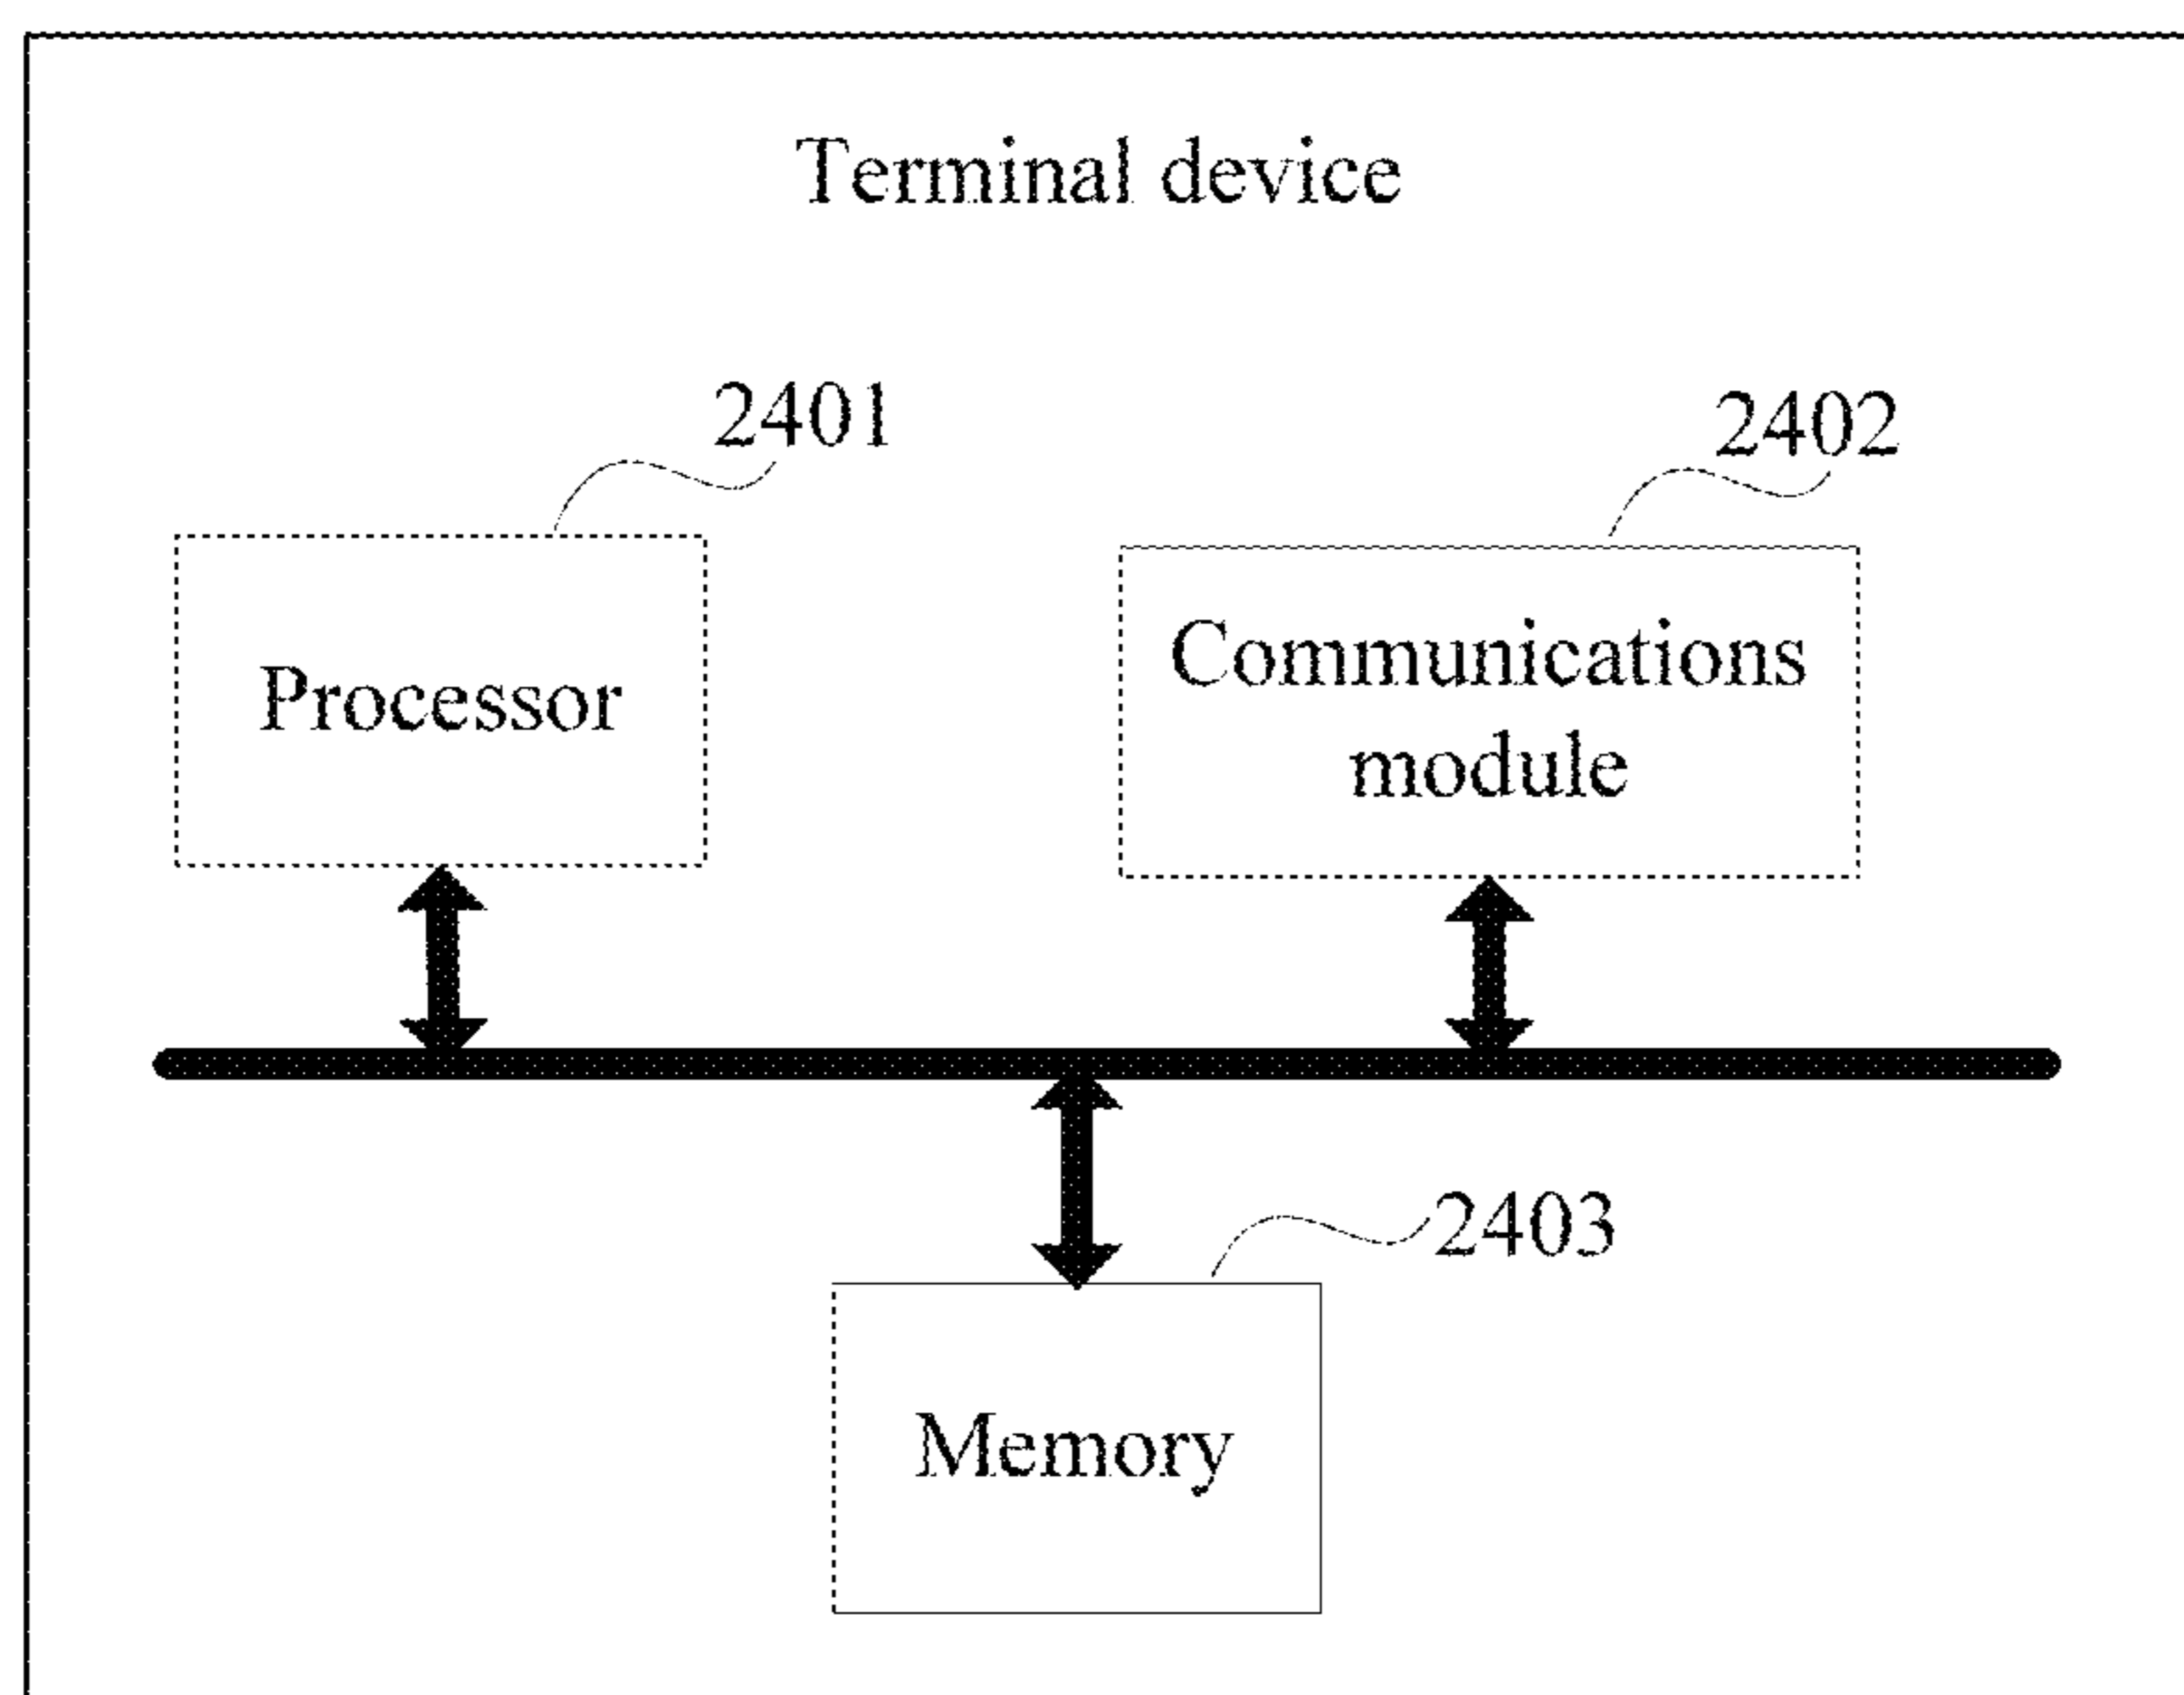 Terminal device
2401
2402
Processor
Communications
module
2403
Memory